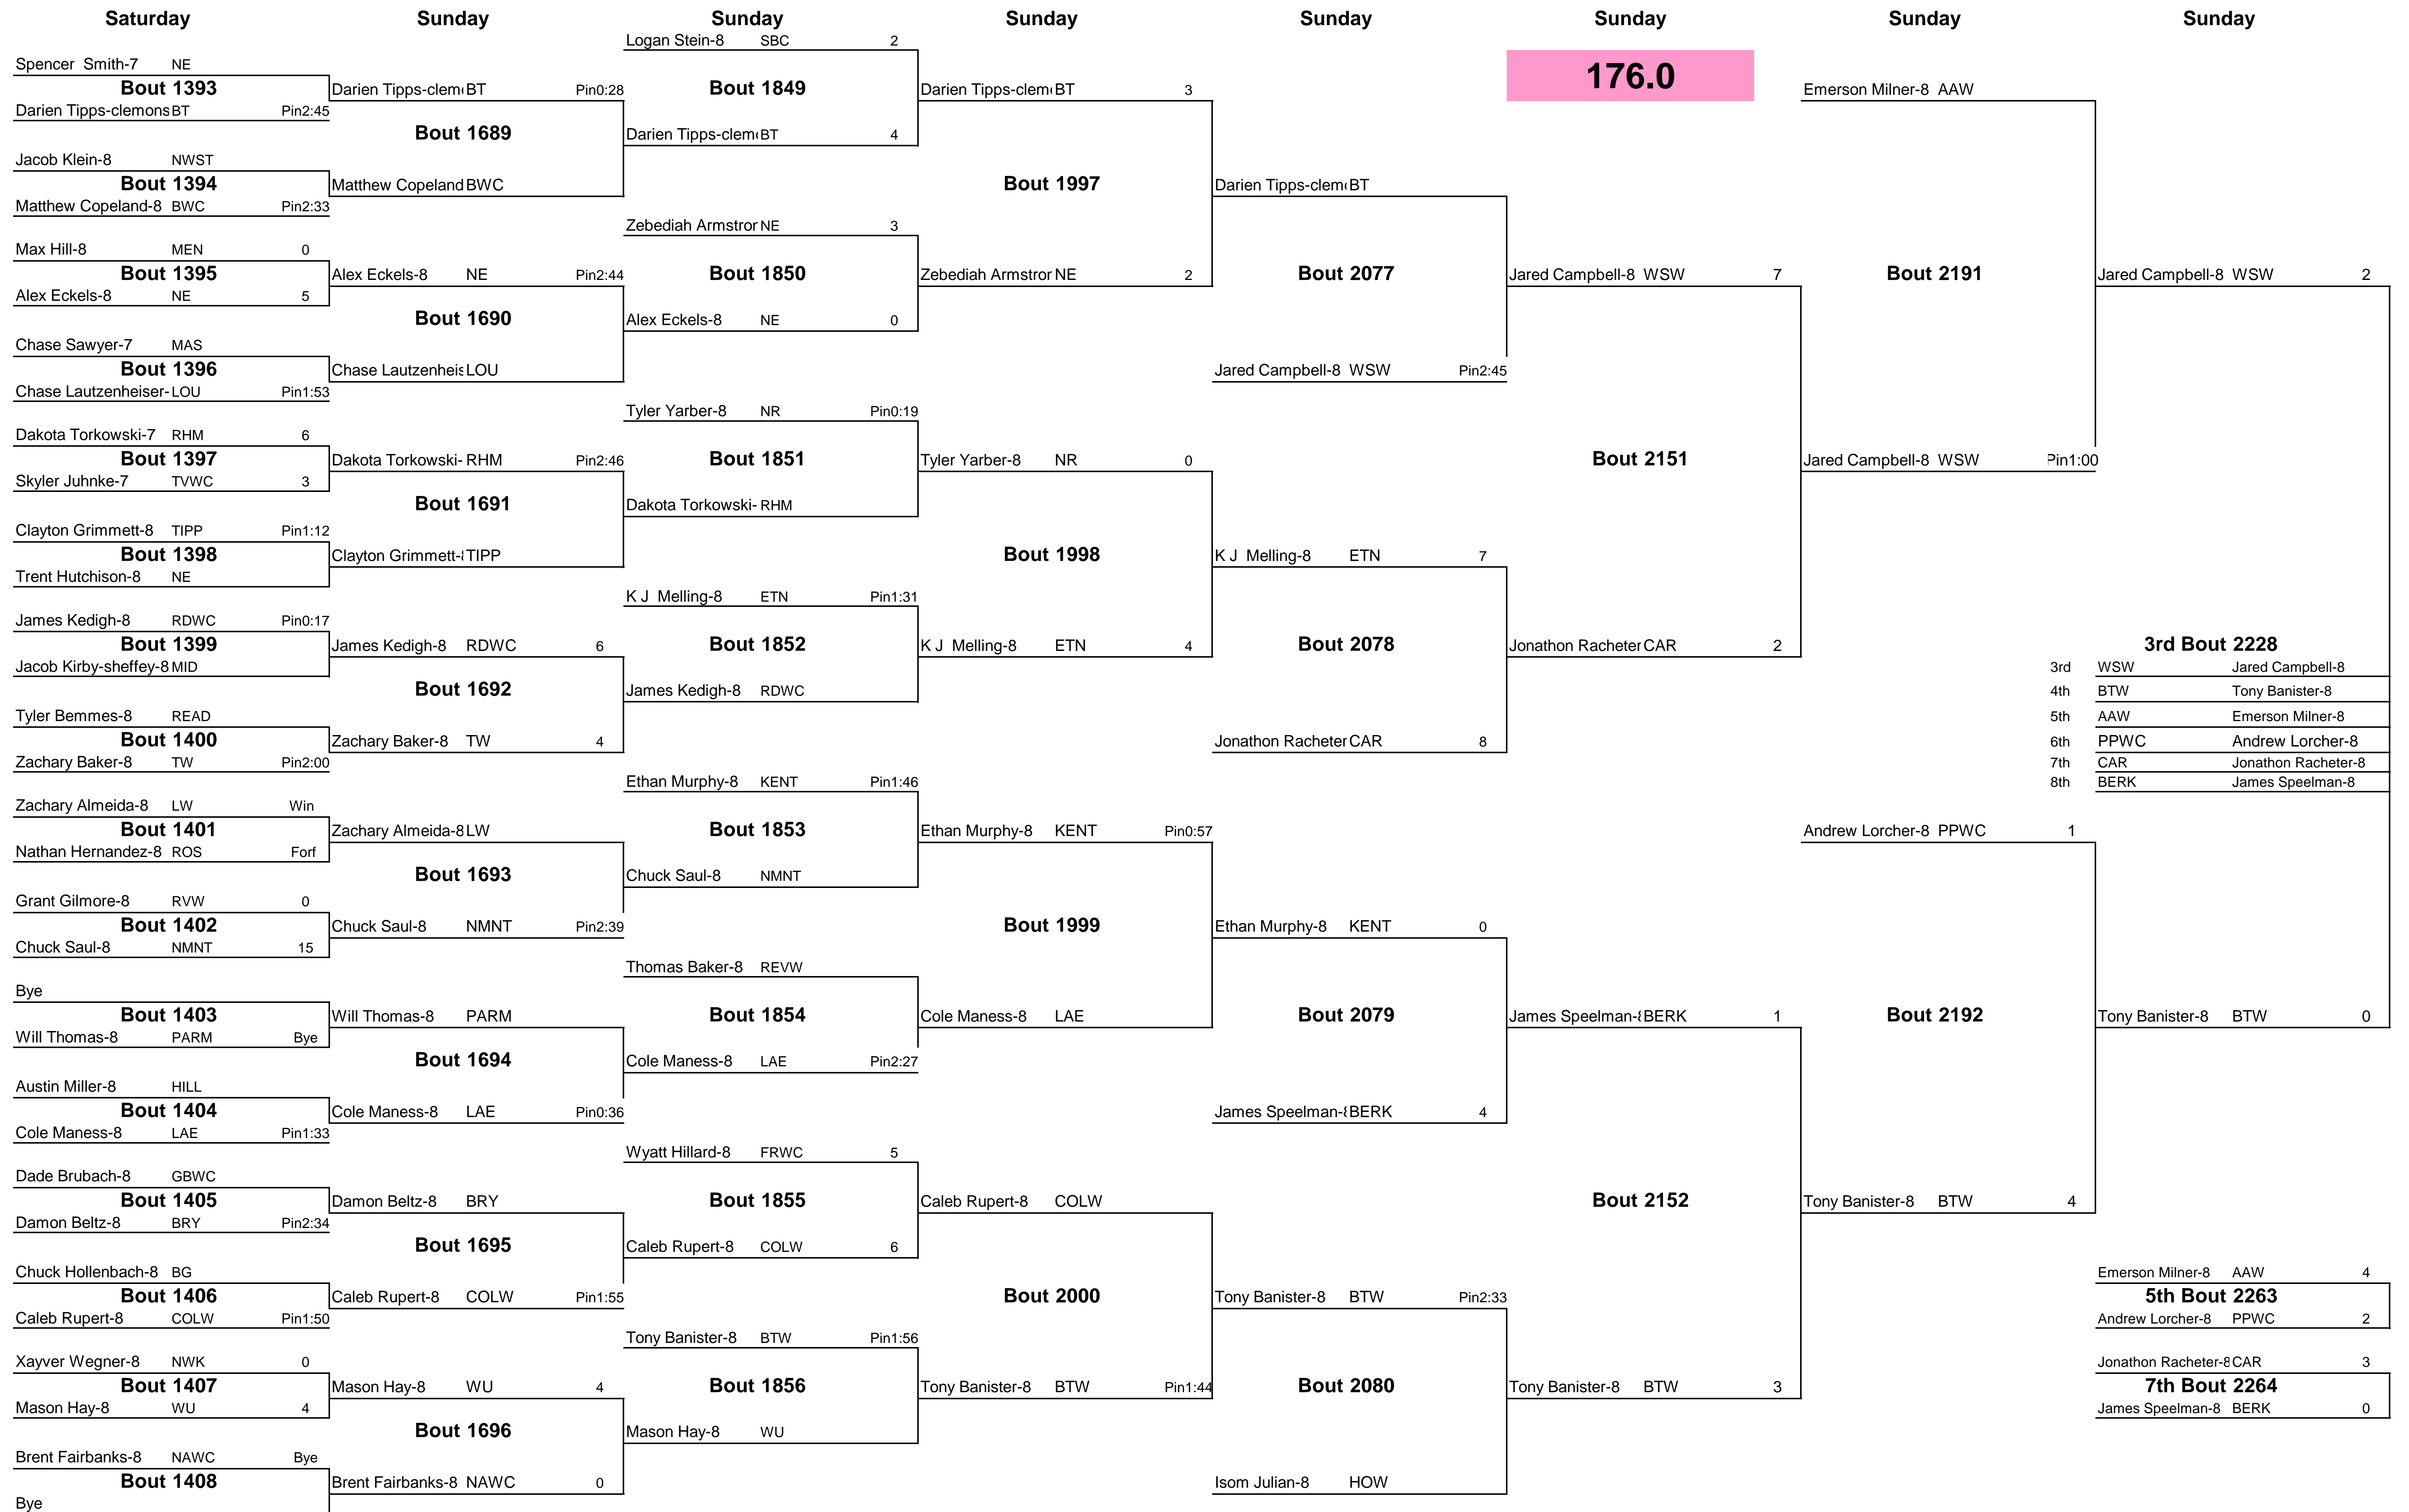 Saturday Sunday Sunday Sunday Sunday Sunday Sunday Sunday
Logan Stein-8 SBC 2
176.0
Spencer Smith-7 NE
Bout 1393 Darien Tipps-clem BT Pin0:28 Bout 1849 Darien Tipps-clem BT 3 Emerson Milner-8 AAW
Darien Tipps-clemons BT Pin2:45
Bout 1689 Darien Tipps-clem BT 4
Jacob Klein-8 NWST
Bout 1394 Matthew Copeland BWC Bout 1997 Darien Tipps-clem BT
Matthew Copeland-8 BWC Pin2:33
Zebediah Armstror NE 3
Max Hill-8 MEN 0
Bout 1395 Alex Eckels-8 NE Pin2:44 Bout 1850 Zebediah Armstror NE 2 Bout 2077 Jared Campbell-8 WSW 7 Bout 2191 Jared Campbell-8 WSW 2
Alex Eckels-8 NE 5
Bout 1690 Alex Eckels-8 NE 0
Chase Sawyer-7 MAS
Bout 1396 Chase Lautzenheis LOU Jared Campbell-8 WSW Pin2:45
Chase Lautzenheiser- LOU Pin1:53
Tyler Yarber-8 NR Pin0:19
Dakota Torkowski-7 RHM 6
Bout 1397 Dakota Torkowski- RHM Pin2:46 Bout 1851 Tyler Yarber-8 NR 0 Bout 2151 Jared Campbell-8 WSW Pin1:00
Skyler Juhnke-7 TVWC 3
Bout 1691 Dakota Torkowski- RHM
Clayton Grimmett-8 TIPP Pin1:12
Bout 1398 Clayton Grimmett- TIPP Bout 1998 K J Melling-8 ETN 7
Trent Hutchison-8 NE
K J Melling-8 ETN Pin1:31
James Kedigh-8 RDWC Pin0:17
Bout 1399 James Kedigh-8 RDWC 6 Bout 1852 K J Melling-8 ETN 4 Bout 2078 Jonathon Racheter CAR 2 3rd Bout 2228
Jacob Kirby-sheffey-8 MID 3rd WSW Jared Campbell-8
Bout 1692 James Kedigh-8 RDWC 4th BTW Tony Banister-8
Tyler Bemmes-8 READ 5th AAW Emerson Milner-8
Bout 1400 Zachary Baker-8 TW 4 Jonathon Racheter CAR 8 6th PPWC Andrew Lorcher-8
Zachary Baker-8 TW Pin2:00 7th CAR Jonathon Racheter-8
Ethan Murphy-8 KENT Pin1:46 8th BERK James Speelman-8
Zachary Almeida-8 LW Win
Bout 1401 Zachary Almeida-8 LW Bout 1853 Ethan Murphy-8 KENT Pin0:57 Andrew Lorcher-8 PPWC 1
Nathan Hernandez-8 ROS Forf
Bout 1693 Chuck Saul-8 NMNT
Grant Gilmore-8 RVW 0
Bout 1402 Chuck Saul-8 NMNT Pin2:39 Bout 1999 Ethan Murphy-8 KENT 0
Chuck Saul-8 NMNT 15
Thomas Baker-8 REVW
Bye
Bout 1403 Will Thomas-8 PARM Bout 1854 Cole Maness-8 LAE Bout 2079 James Speelman- BERK 1 Bout 2192 Tony Banister-8 BTW 0
Will Thomas-8 PARM Bye
Bout 1694 Cole Maness-8 LAE Pin2:27
Austin Miller-8 HILL
Bout 1404 Cole Maness-8 LAE Pin0:36 James Speelman- BERK 4
Cole Maness-8 LAE Pin1:33
Wyatt Hillard-8 FRWC 5
Dade Brubach-8 GBWC
Bout 1405 Damon Beltz-8 BRY Bout 1855 Caleb Rupert-8 COLW Bout 2152 Tony Banister-8 BTW 4
Damon Beltz-8 BRY Pin2:34
Bout 1695 Caleb Rupert-8 COLW 6
Chuck Hollenbach-8 BG Emerson Milner-8 AAW 4
Bout 1406 Caleb Rupert-8 COLW Pin1:55 Bout 2000 Tony Banister-8 BTW Pin2:33 5th Bout 2263
Caleb Rupert-8 COLW Pin1:50 Andrew Lorcher-8 PPWC 2
Tony Banister-8 BTW Pin1:56
Xayver Wegner-8 NWK 0 Jonathon Racheter-8 CAR 3
Bout 1407 Mason Hay-8 WU 4 Bout 1856 Tony Banister-8 BTW Pin1:44 Bout 2080 Tony Banister-8 BTW 3 7th Bout 2264
Mason Hay-8 WU 4 James Speelman-8 BERK 0
Bout 1696 Mason Hay-8 WU
Brent Fairbanks-8 NAWC Bye
Bout 1408 Brent Fairbanks-8 NAWC 0 Isom Julian-8 HOW
Bye